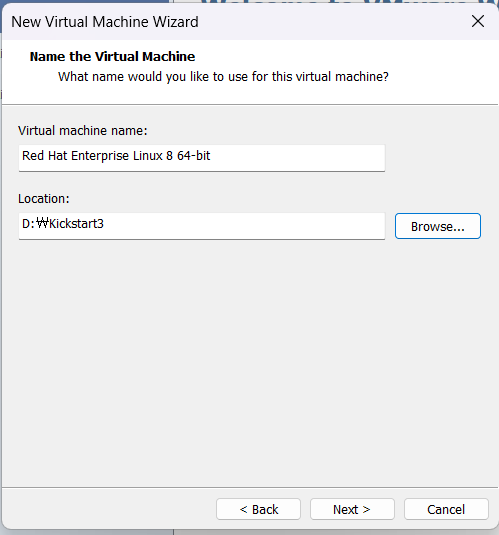 New Virtual Machine Wizard
Name the Virtual Machine
What name would you like to use for this virtual machine?
Virtual machine name:
Red Hat Enterprise Linux 8 64-bit
Location:
D:₩Kickstart3
Browse...
< Back
Next >
Cancel